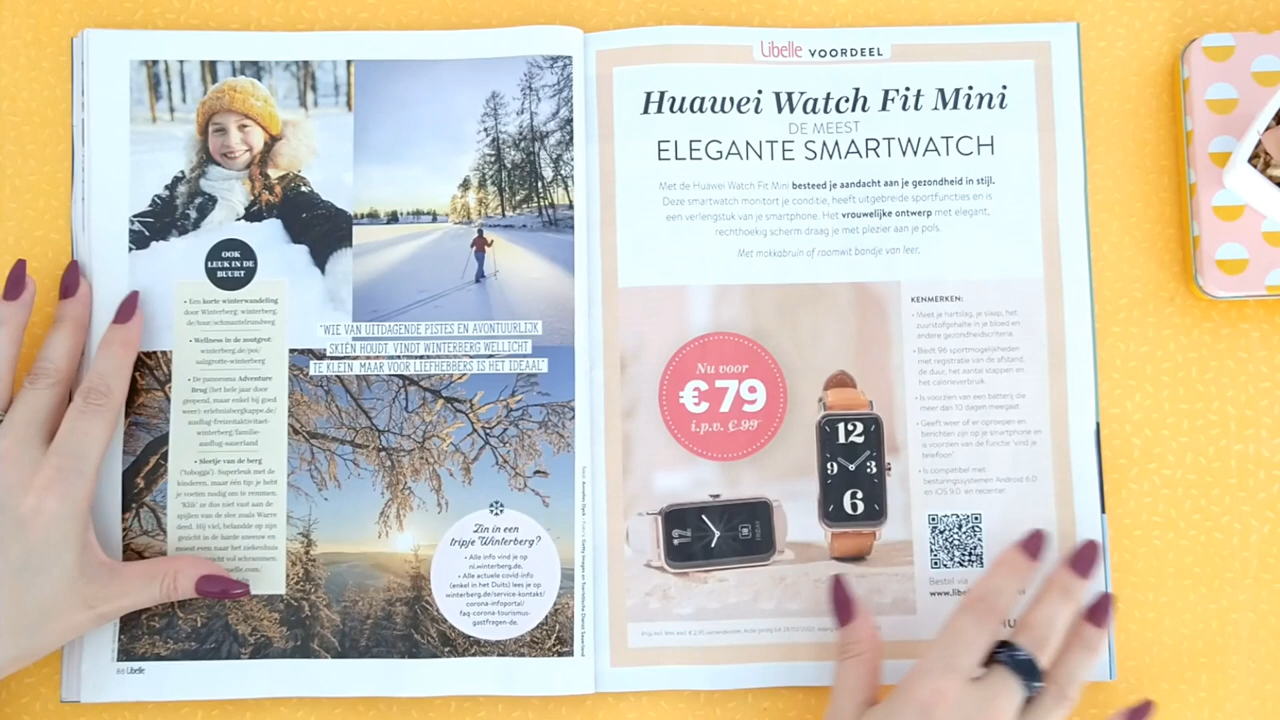 OOK
LEUK IN DE
BUURT
• Een korte winterwandeling
door Winterberg: winterberg.
de/tour/schmantelrundweg
• Wellness in de zoutgrot:
winterberg.de/poi/
salzgrotte-winterberg
• De panorama Adventure
Brug (het hele jaar door
geopend, maar enkel bij goed
weer): erlebnisbergkappe.de/
ausflug-freizeitaktivitaet-
winterberg/familie-
ausflug-sauerland
• Sleetje van de berg
('toboggi'). Superleuk met de
kinderen, maar één tip: je hebt
je voeten nodig om te remmen.
'Klik' ze dus niet vast aan de
spijlen van de slee zoals Warre
deed. Hij viel, belandde op zijn
gezicht in de harde sneeuw en
moest even naar het ziekenhuis
vol schrammen.
"WIE VAN UITDAGENDE PISTES EN AVONTUURLIJK
SKIËN HOUDT, VINDT WINTERBERG WELLICHT
TE KLEIN. MAAR VOOR LIEFHEBBERS IS HET IDEAAL"
Zin in een
tripje Winterberg?
• Alle info vind je op
nl.winterberg.de.
• Alle actuele covid-info
(enkel in het Duits) lees je op
winterberg.de/service-kontakt/
corona-infoportal/
faq-corona-tourismus-
gastfragen-de.
86 Libelle
Libelle VOORDEEL
Huawei Watch Fit Mini
DE MEEST
ELEGANTE SMARTWATCH
Met de Huawei Watch Fit Mini besteed je aandacht aan je gezondheid in stijl.
Deze smartwatch monitort je conditie, heeft uitgebreide sportfuncties en is
een verlengstuk van je smartphone. Het vrouwelijke ontwerp met elegant,
rechthoekig scherm draag je met plezier aan je pols.
Met mokkabruin of roomwit bandje van leer.
Nu voor
€79
i.p.v. € 99
12
9 3
6
12
18
FRIDAY
KENMERKEN:
• Meet je hartslag, je slaap, het
zuurstofgehalte in je bloed en
andere gezondheidscriteria.
• Biedt 96 sportmogelijkheden
met registratie van de afstand,
de duur, het aantal stappen en
het calorieverbruik.
• Is voorzien van een batterij die
meer dan 10 dagen meegaat.
• Geeft weer of er oproepen en
berichten zijn op je smartphone en
is voorzien van de functie 'vind je
telefoon'.
• Is compatibel met
besturingssystemen Android 6.0
en iOS 9.0 en recenter.
Bestel via
HU